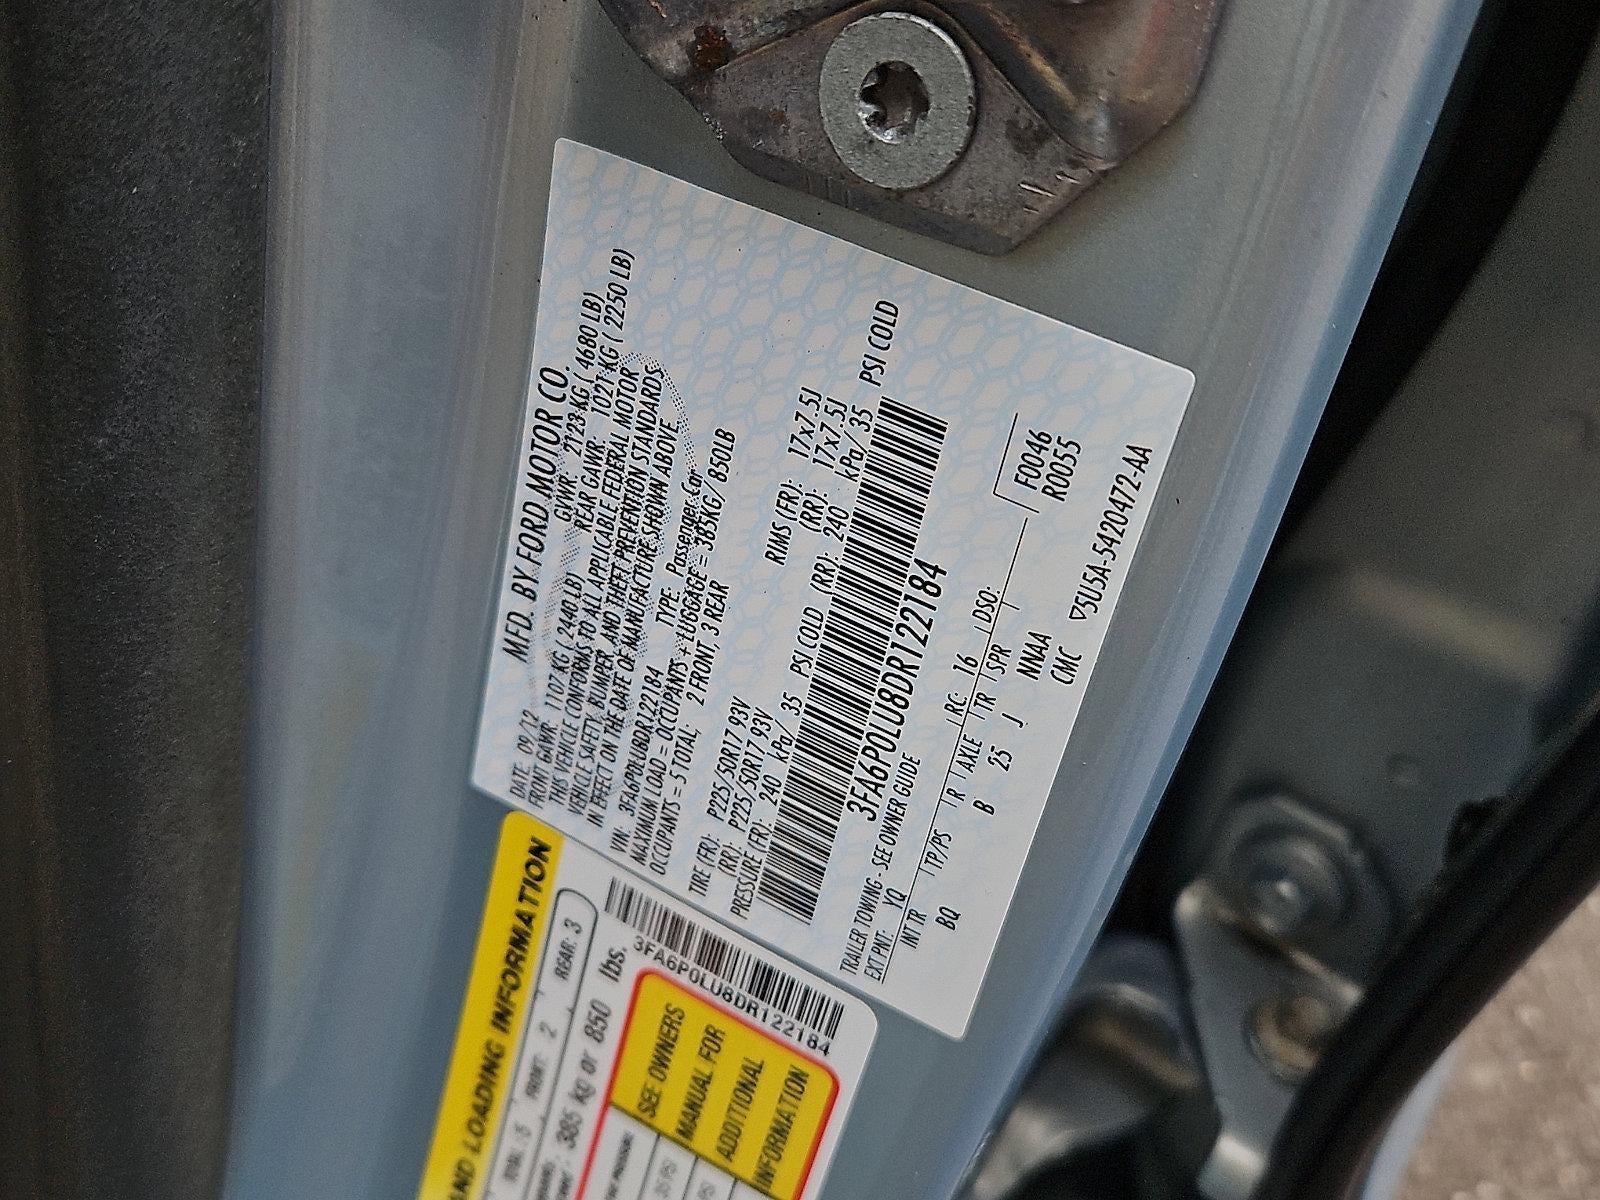 MFD. BY FORD MOTOR CO.
DATE: 09/12 GVWR: 2123 KG ( 4680 LB)
FRONT GAWR: 1107 KG ( 2440 LB) REAR GAWR: 1021 KG ( 2250 LB)
THIS VEHICLE CONFORMS TO ALL APPLICABLE FEDERAL MOTOR
VEHICLE SAFETY, BUMPER, AND THEFT PREVENTION STANDARDS
IN EFFECT ON THE DATE OF MANUFACTURE SHOWN ABOVE.
VIN: 3FA6P0LU8DR122184 TYPE: Passenger Car
MAXIMUM LOAD = OCCUPANTS + LUGGAGE = 385KG/850LB
OCCUPANTS = 5 TOTAL: 2 FRONT, 3 REAR
TIRE (FR): P225/50R17 93V RIMS (FR): 17x7.5J
(RR): P225/50R17 93V (RR): 17x7.5J
PRESSURE (FR): 240 kPa/ 35 PSI COLD (RR): 240 kPa/ 35 PSI COLD
3FA6P0LU8DR122184
TRAILER TOWING - SEE OWNER GUIDE F0046
EXT PNT: YQ RC: 16 DSO: R0055
INT TR TP/PS R AXLE TR SPR
BQ B 25 J NNAA
CMC ▽5U5A-5420472-AA
AND LOADING INFORMATION
TOTAL: 5 FRONT: 2 REAR: 3
385 kg or 850 lbs.
3FA6P0LU8DR122184
SEE OWNERS
MANUAL FOR
ADDITIONAL
INFORMATION
35 PSI
PSI